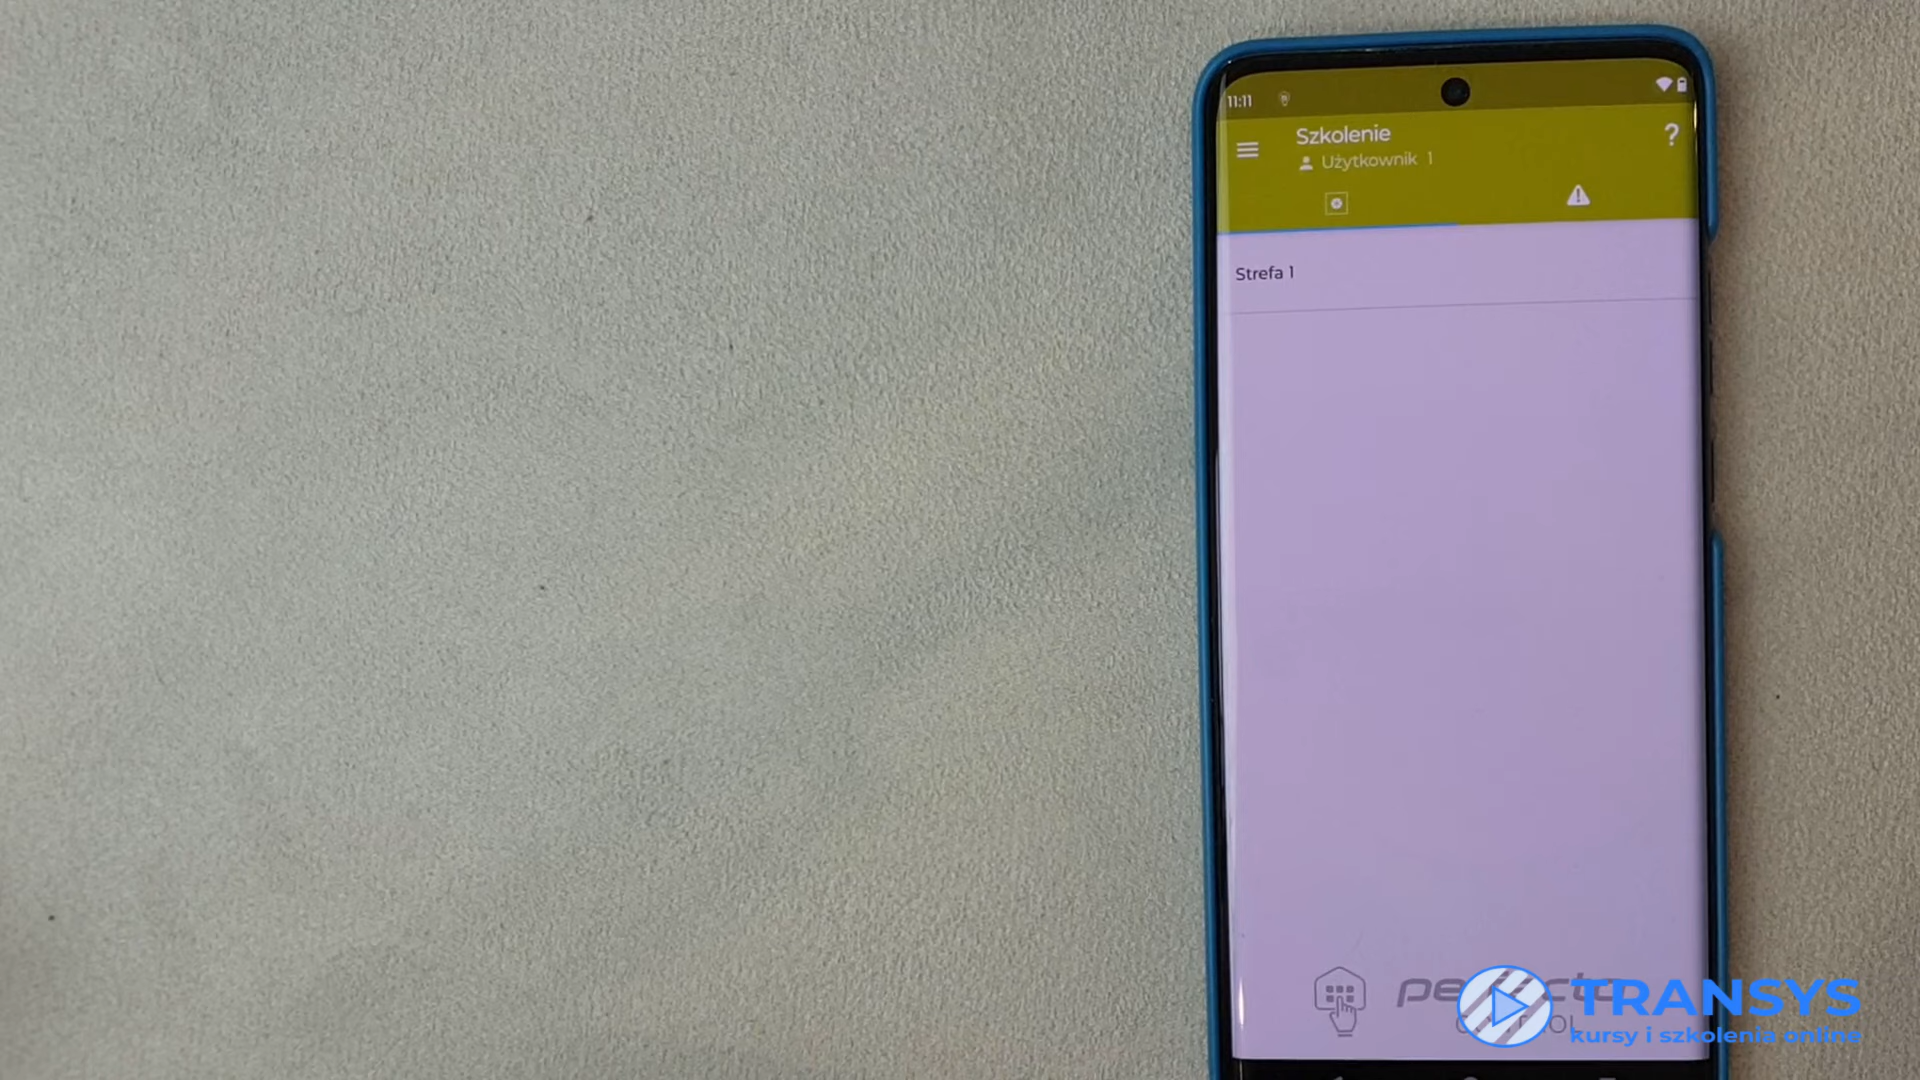 11:11
Szkolenie
?
Użytkownik 1
Strefa 1
TRANSYS
kursy i szkolenia online